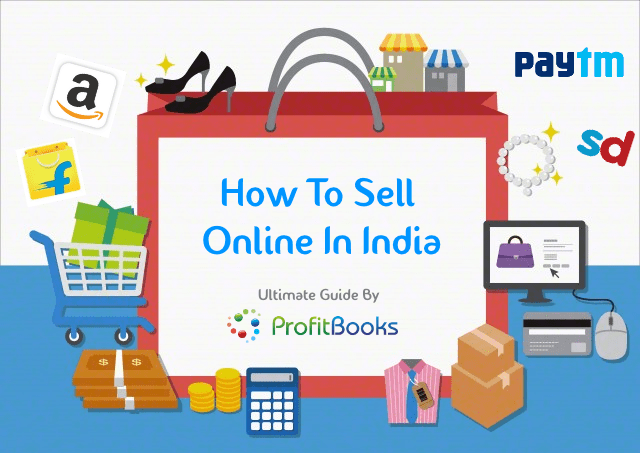 a
paytm
f
sd
How To Sell
Online In India
Ultimate Guide By
ProfitBooks
$ $